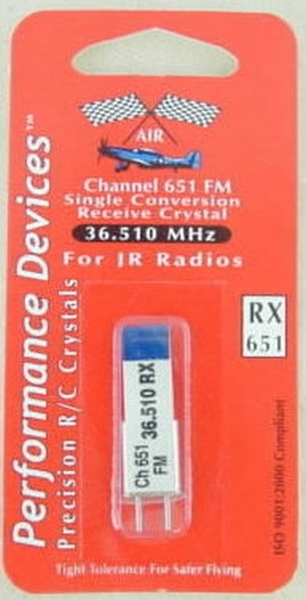 AIR
Channel 651 FM
Single Conversion
Receive Crystal
36.510 MHz
For JR Radios
Performance Devices™
Precision R/C Crystals
RX
651
36.510 RX
Ch 651
FM
ISO 9001:2000 Compliant
Tight Tolerance For Safer Flying